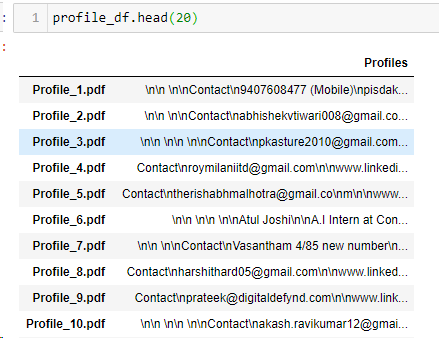 1 profile_df.head(20)
Profiles
Profile_1.pdf \n\n \n\nContact\n9407608477 (Mobile)\npisdak...
Profile_2.pdf \n\n \n\nContact\nabhishekvtiwari008@gmail.co...
Profile_3.pdf \n\n \n\n \n\nContact\npkasture2010@gmail.com...
Profile_4.pdf Contact\nroymilaniitd@gmail.com\n\nwww.linkedi...
Profile_5.pdf Contact\ntherishabhmalhotra@gmail.co\nm\n\nwww...
Profile_6.pdf \n\n \n\n \n\nAtul Joshi\n\nA.I Intern at Con...
Profile_7.pdf \n\n \n\nContact\nVasantham 4/85 new number\n...
Profile_8.pdf Contact\nharshithard05@gmail.com\n\nwww.linked...
Profile_9.pdf Contact\nprateek@digitaldefynd.com\n\nwww.link...
Profile_10.pdf \n\n \n\n \n\nContact\nakash.ravikumar12@gmai...